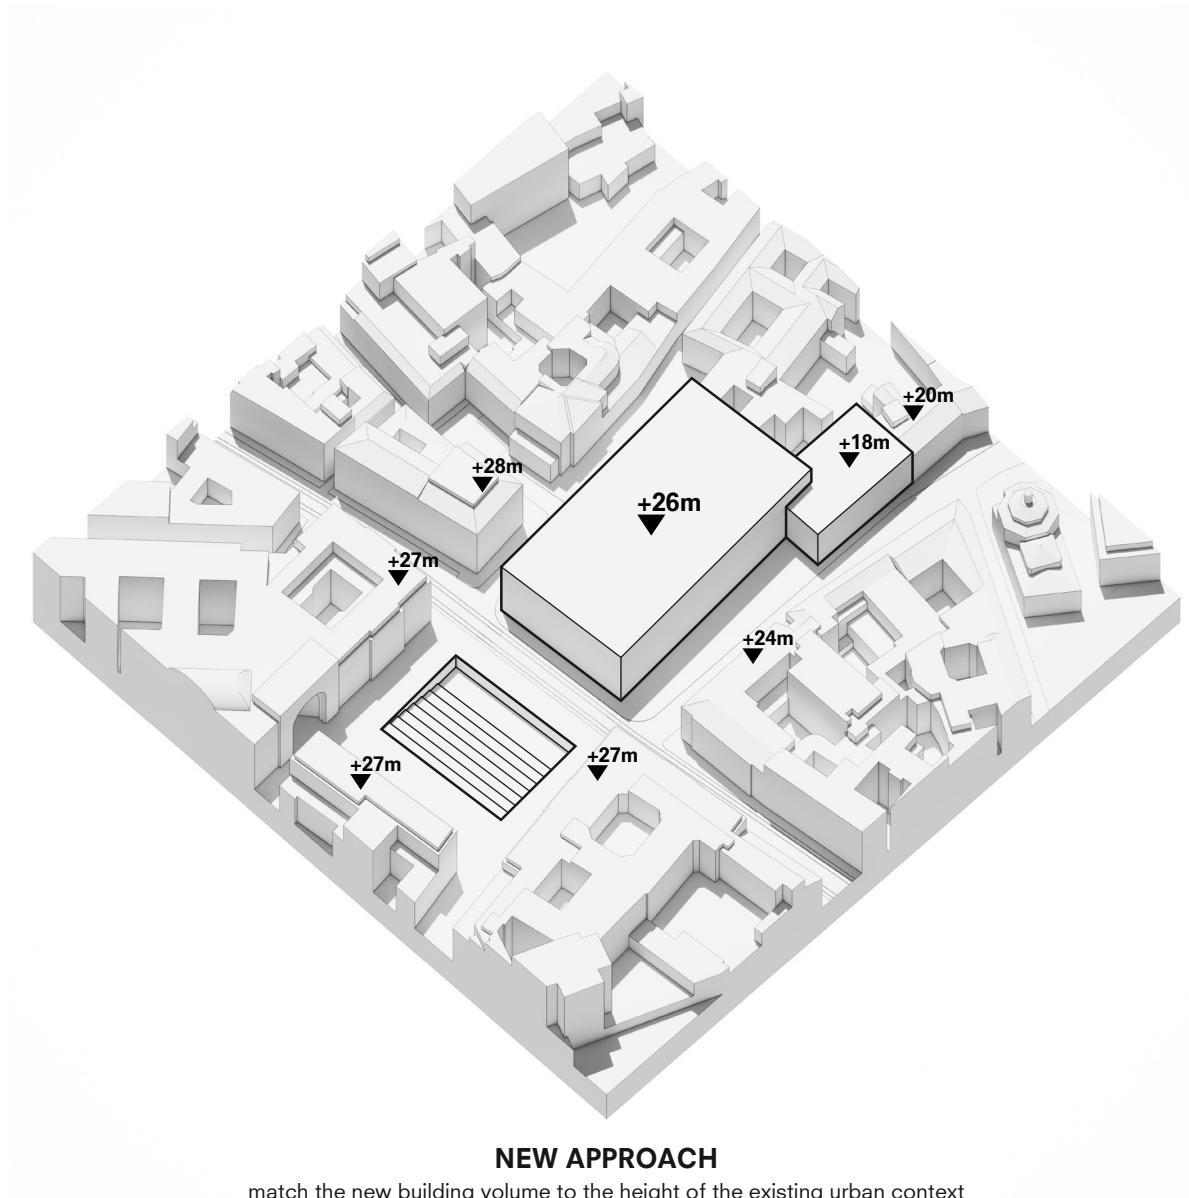 +20m
+18m
+28m
+26m
+27m
+24m
+27m
+27m
NEW APPROACH
match the new building volume to the height of the existing urban context